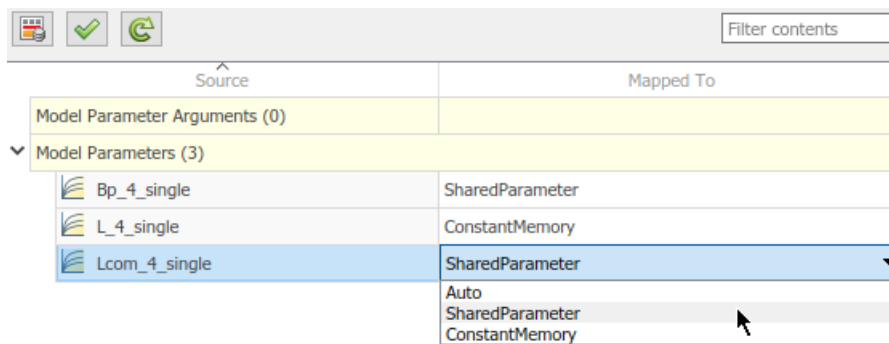 Filter contents
Source Mapped To
Model Parameter Arguments (0)
Model Parameters (3)
Bp_4_single SharedParameter
L_4_single ConstantMemory
Lcom_4_single SharedParameter
Auto
SharedParameter
ConstantMemory